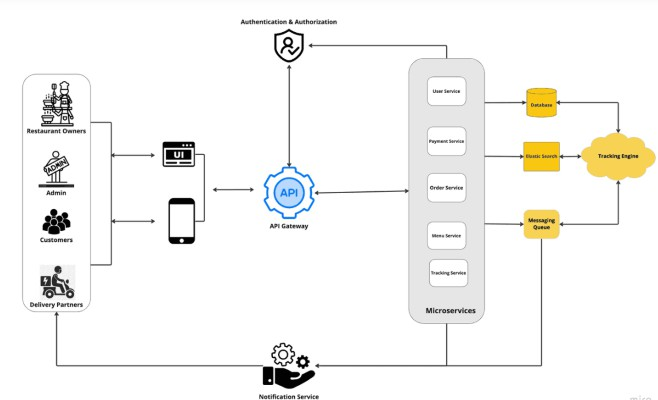 Authentication & Authorization
Restaurant Owners
ADMIN
Admin
Customers
Delivery Partners
UI
API
API Gateway
User Service
Payment Service
Order Service
Menu Service
Tracking Service
Microservices
Database
Elastic Search
Messaging
Queue
Tracking Engine
Notification Service
miro